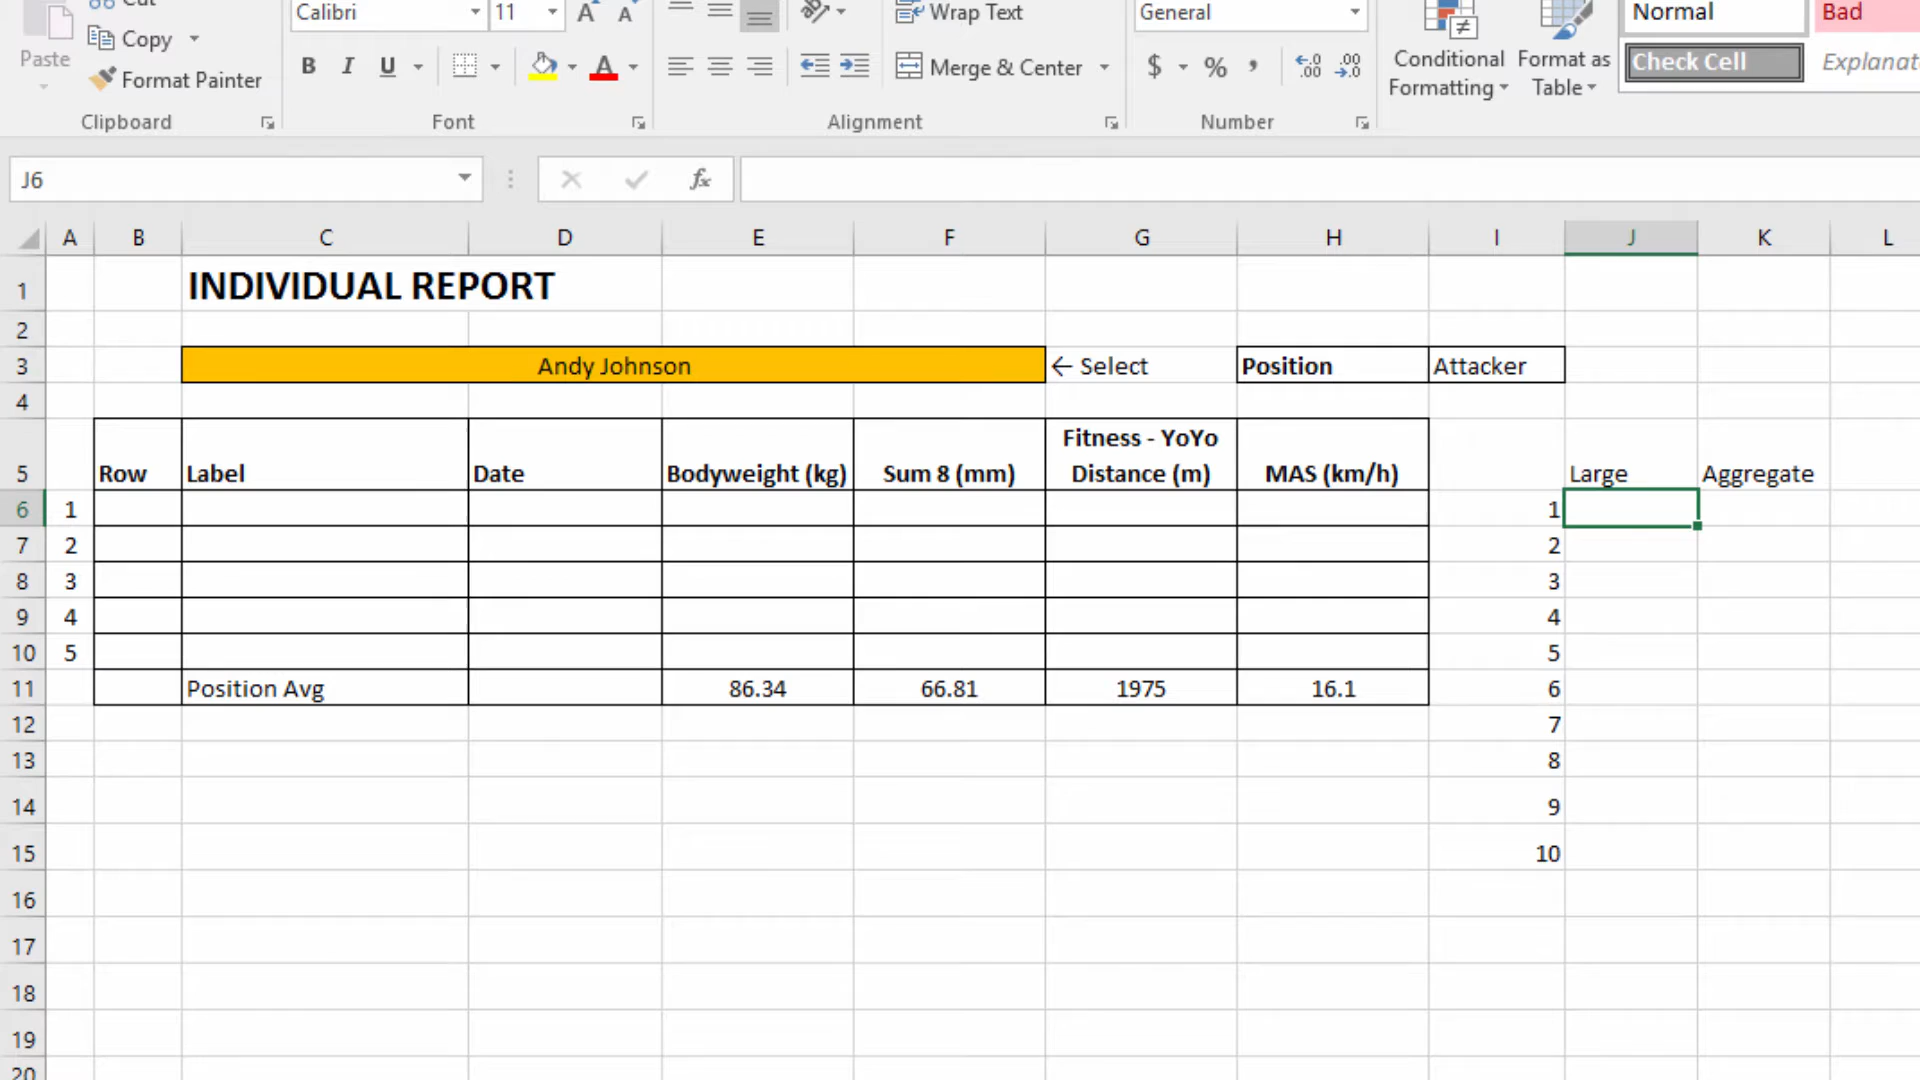 Cut
Calibri 11 Wrap Text General Normal Bad
Copy
Paste Format Painter B I U Merge & Center $ % , Conditional Formatting Format as Table Check Cell
Clipboard Font Alignment Number
J6 fx
A B C D E F G H I J K L
1 INDIVIDUAL REPORT
2
3 Andy Johnson ← Select Position Attacker
4
Fitness - YoYo
5 Row Label Date Bodyweight (kg) Sum 8 (mm) Distance (m) MAS (km/h) Large Aggregate
6 1 1
7 2 2
8 3 3
9 4 4
10 5 5
11 Position Avg 86.34 66.81 1975 16.1 6
12 7
13 8
14 9
15 10
16
17
18
19
20